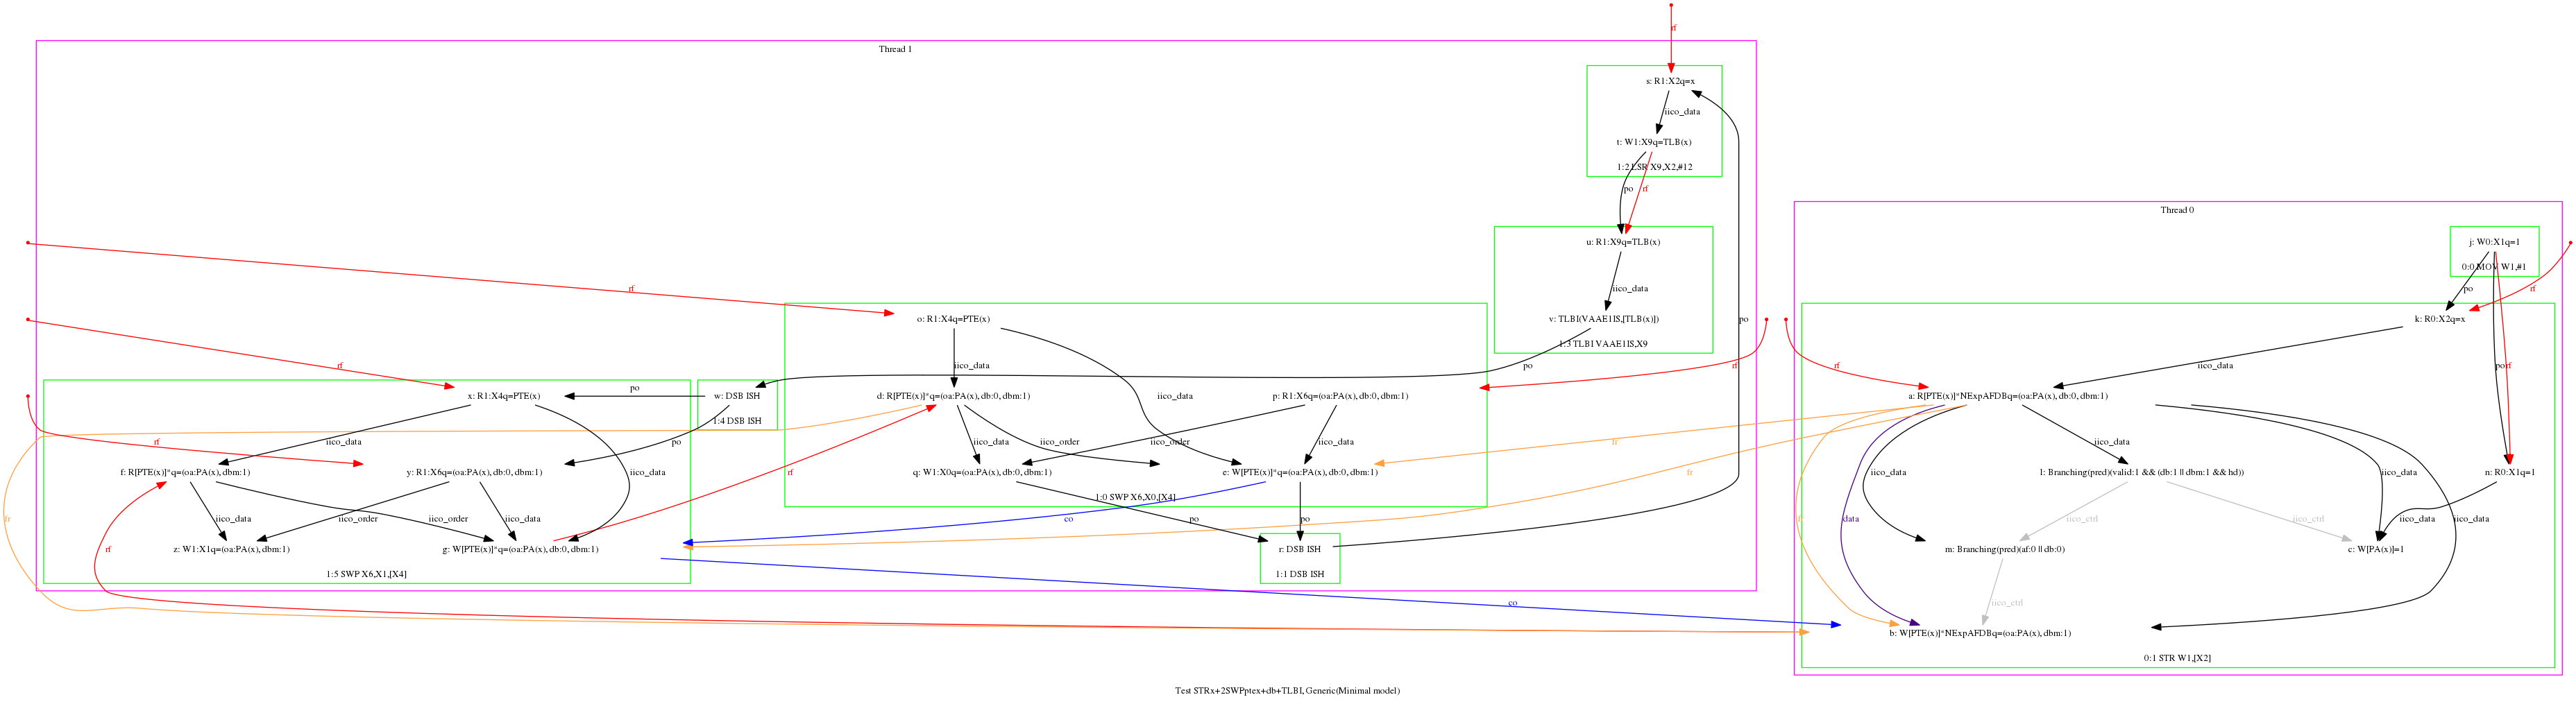 rf
Thread 1
s: R1:X2q=x
iico_data
t: W1:X9q=TLB(x)
1:2 LSR X9,X2,#12
po
rf
Thread 0
u: R1:X9q=TLB(x)
j: W0:X1q=1
0:0 MOV W1,#1
iico_data
rf
po
rf
o: R1:X4q=PTE(x)
v: TLBI(VAAE1IS,[TLB(x)])
k: R0:X2q=x
po
1:3 TLBI VAAE1IS,X9
rf
iico_data
po
rf
rf
iico_data
po
rf
po
x: R1:X4q=PTE(x)
w: DSB ISH
d: R[PTE(x)]*q=(oa:PA(x), db:0, dbm:1)
iico_data
p: R1:X6q=(oa:PA(x), db:0, dbm:1)
a: R[PTE(x)]*NExpAFDBq=(oa:PA(x), db:0, dbm:1)
1:4 DSB ISH
rf
iico_data
po
iico_data
iico_order
iico_order
iico_data
fr
iico_data
f: R[PTE(x)]*q=(oa:PA(x), dbm:1)
y: R1:X6q=(oa:PA(x), db:0, dbm:1)
iico_data
rf
q: W1:X0q=(oa:PA(x), db:0, dbm:1)
e: W[PTE(x)]*q=(oa:PA(x), db:0, dbm:1)
fr
iico_data
l: Branching(pred)(valid:1 && (db:1 || dbm:1 && hd))
iico_data
n: R0:X1q=1
1:0 SWP X6,X0,[X4]
fr
iico_data
iico_order
iico_order
iico_data
co
po
po
fr
data
iico_ctrl
iico_ctrl
iico_data
iico_data
rf
z: W1:X1q=(oa:PA(x), dbm:1)
g: W[PTE(x)]*q=(oa:PA(x), db:0, dbm:1)
r: DSB ISH
m: Branching(pred)(af:0 || db:0)
c: W[PA(x)]=1
1:5 SWP X6,X1,[X4]
1:1 DSB ISH
co
iico_ctrl
b: W[PTE(x)]*NExpAFDBq=(oa:PA(x), dbm:1)
0:1 STR W1,[X2]
Test STRx+2SWPptex+db+TLBI, Generic(Minimal model)